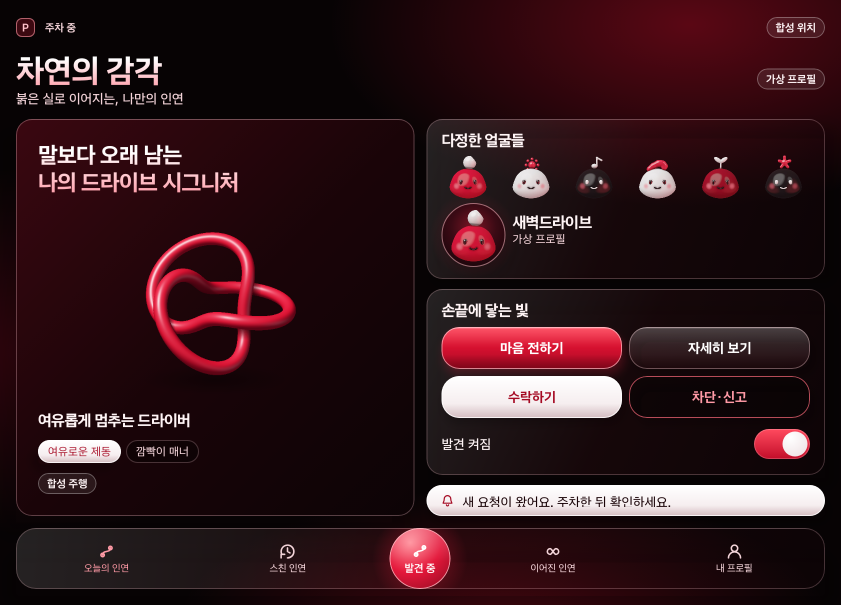 P 주차 중
합성 위치
차연의 감각
붉은 실로 이어지는, 나만의 인연
가상 프로필
말보다 오래 남는
나의 드라이브 시그니처
여유롭게 멈추는 드라이버
여유로운 제동
깜빡이 매너
합성 주행
다정한 얼굴들
새벽드라이브
가상 프로필
손끝에 닿는 빛
마음 전하기
자세히 보기
수락하기
차단·신고
발견 켜짐
새 요청이 왔어요. 주차한 뒤 확인하세요.
오늘의 인연
스친 인연
발견 중
이어진 인연
내 프로필